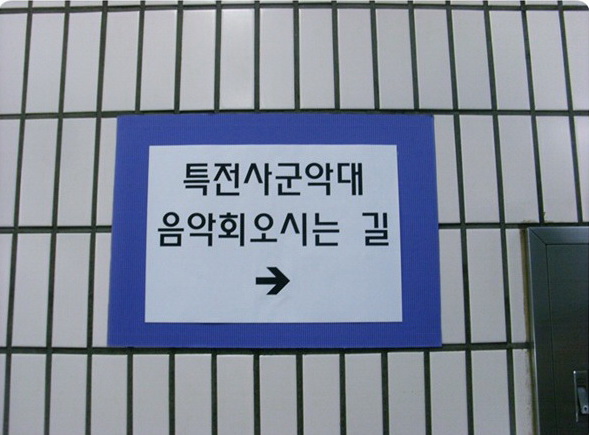 특전사군악대
음악회오시는 길
→